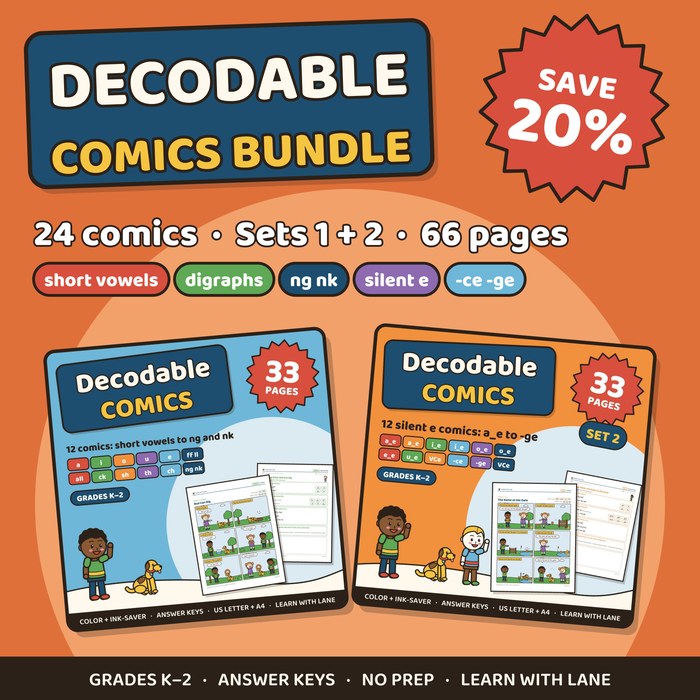 DECODABLE
COMICS BUNDLE
SAVE
20%
24 comics · Sets 1 + 2 · 66 pages
short vowels digraphs ng nk silent e -ce -ge
Decodable
COMICS
33
PAGES
12 comics: short vowels to ng and nk
a i o u e ff ll
all ck sh th ch ng nk
GRADES K–2
COLOR + INK-SAVER · ANSWER KEYS · US LETTER + A4 · LEARN WITH LANE
Decodable
COMICS
33
PAGES
SET 2
12 silent e comics: a_e to -ge
a_e a_e i_e i_e o_e o_e
o_e u_e VCe -ce -ge VCe
GRADES K–2
COLOR + INK-SAVER · ANSWER KEYS · US LETTER + A4 · LEARN WITH LANE
GRADES K–2 · ANSWER KEYS · NO PREP · LEARN WITH LANE